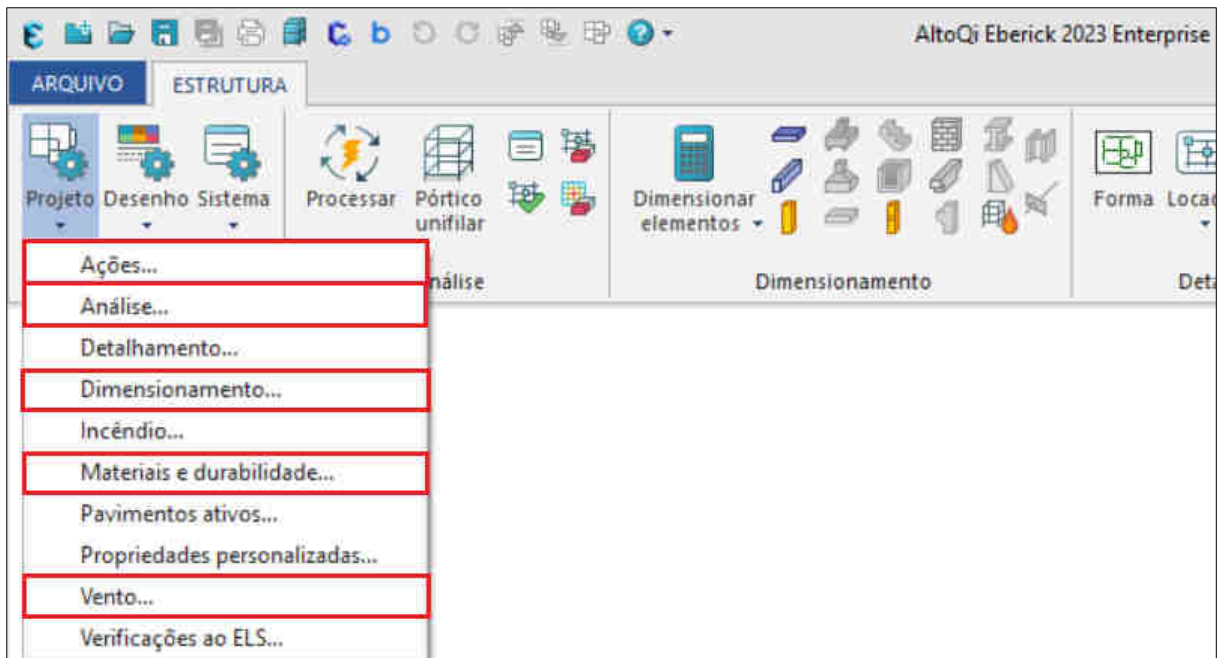 AltoQi Eberick 2023 Enterprise
ARQUIVO ESTRUTURA
Projeto Desenho Sistema Processar Pórtico unifilar Dimensionar elementos Forma
Dimensionamento
Ações...
Análise...
Detalhamento...
Dimensionamento...
Incêndio...
Materiais e durabilidade...
Pavimentos ativos...
Propriedades personalizadas...
Vento...
Verificações ao ELS...